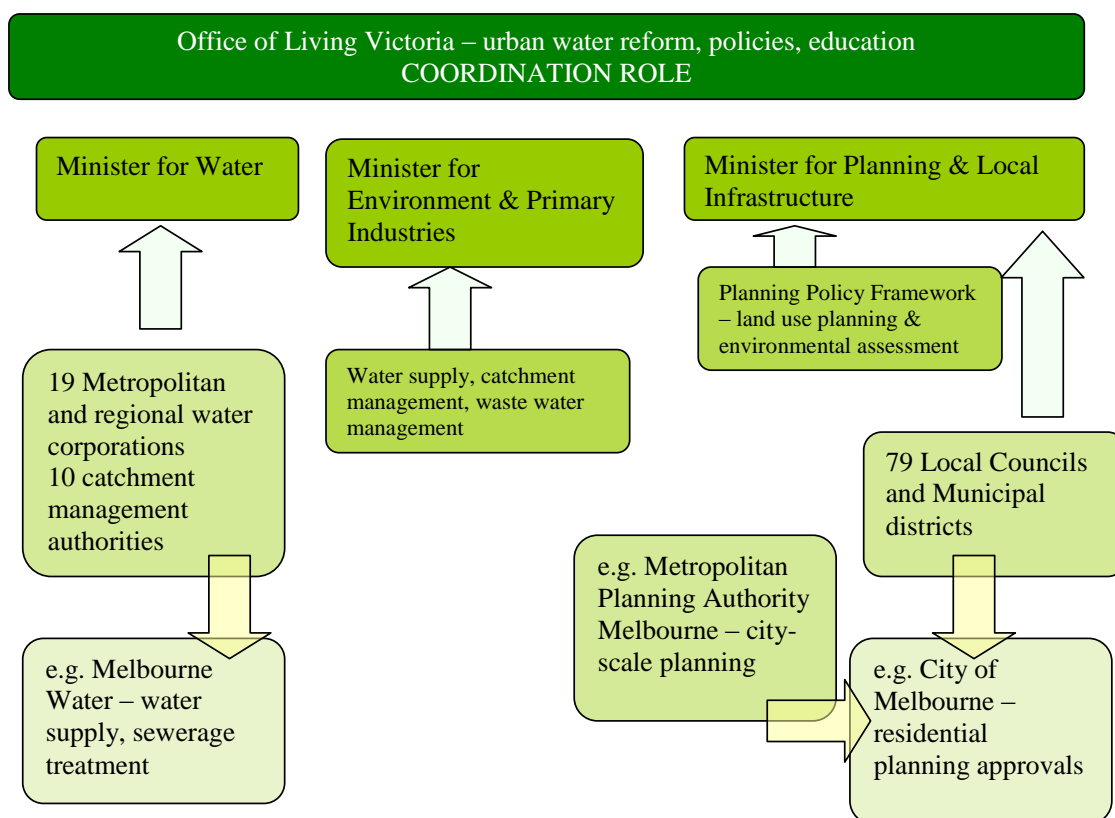 Office of Living Victoria – urban water reform, policies, education
COORDINATION ROLE
Minister for Water
Minister for
Environment & Primary
Industries
Minister for Planning & Local
Infrastructure
Planning Policy Framework
– land use planning &
environmental assessment
19 Metropolitan
and regional water
corporations
10 catchment
management
authorities
Water supply, catchment
management, waste water
management
79 Local Councils
and Municipal
districts
e.g. Metropolitan
Planning Authority
Melbourne – city-
scale planning
e.g. Melbourne
Water – water
supply, sewerage
treatment
e.g. City of
Melbourne –
residential
planning approvals